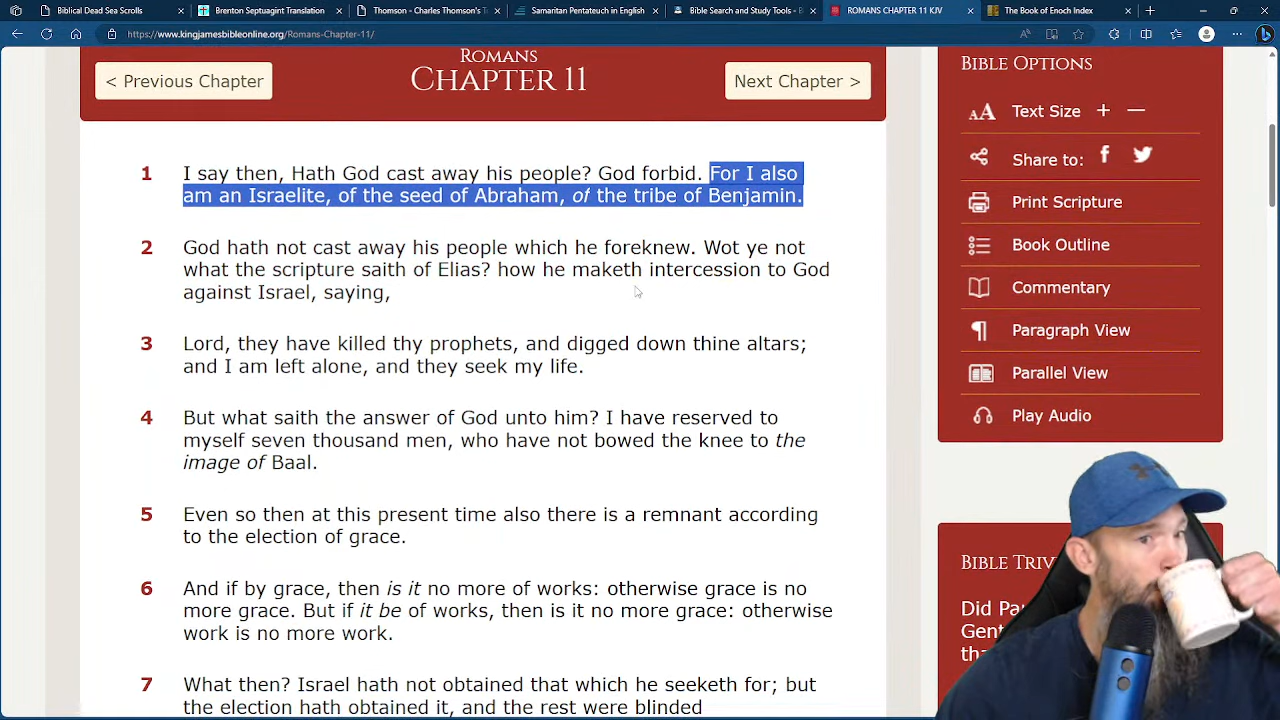 Biblical Dead Sea Scrolls
Brenton Septuagint Translation
Thomson - Charles Thomson's T
Samaritan Pentateuch in English
Bible Search and Study Tools - B
ROMANS CHAPTER 11 KJV
The Book of Enoch Index
https://www.kingjamesbibleonline.org/Romans-Chapter-11/
ROMANS
CHAPTER 11
< Previous Chapter
Next Chapter >
1 I say then, Hath God cast away his people? God forbid. For I also
am an Israelite, of the seed of Abraham, of the tribe of Benjamin.
2 God hath not cast away his people which he foreknew. Wot ye not
what the scripture saith of Elias? how he maketh intercession to God
against Israel, saying,
3 Lord, they have killed thy prophets, and digged down thine altars;
and I am left alone, and they seek my life.
4 But what saith the answer of God unto him? I have reserved to
myself seven thousand men, who have not bowed the knee to the
image of Baal.
5 Even so then at this present time also there is a remnant according
to the election of grace.
6 And if by grace, then is it no more of works: otherwise grace is no
more grace. But if it be of works, then is it no more grace: otherwise
work is no more work.
7 What then? Israel hath not obtained that which he seeketh for; but
the election hath obtained it, and the rest were blinded
BIBLE OPTIONS
AA Text Size + —
Share to:
Print Scripture
Book Outline
Commentary
Paragraph View
Parallel View
Play Audio
BIBLE TRIV
Did Pa
Gent
tha